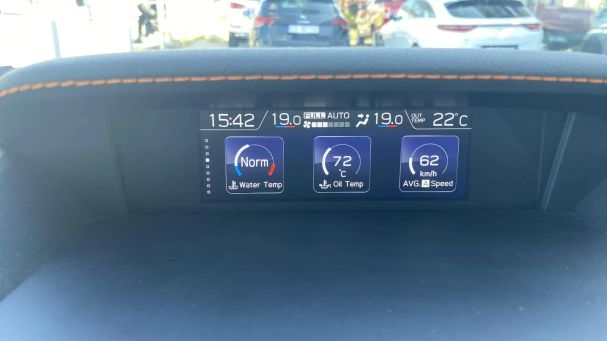 15:42 19.0 FULL AUTO 19.0 OUT TEMP 22°C
Norm 72 °C 62 km/h
Water Temp Oil Temp AVG. A Speed